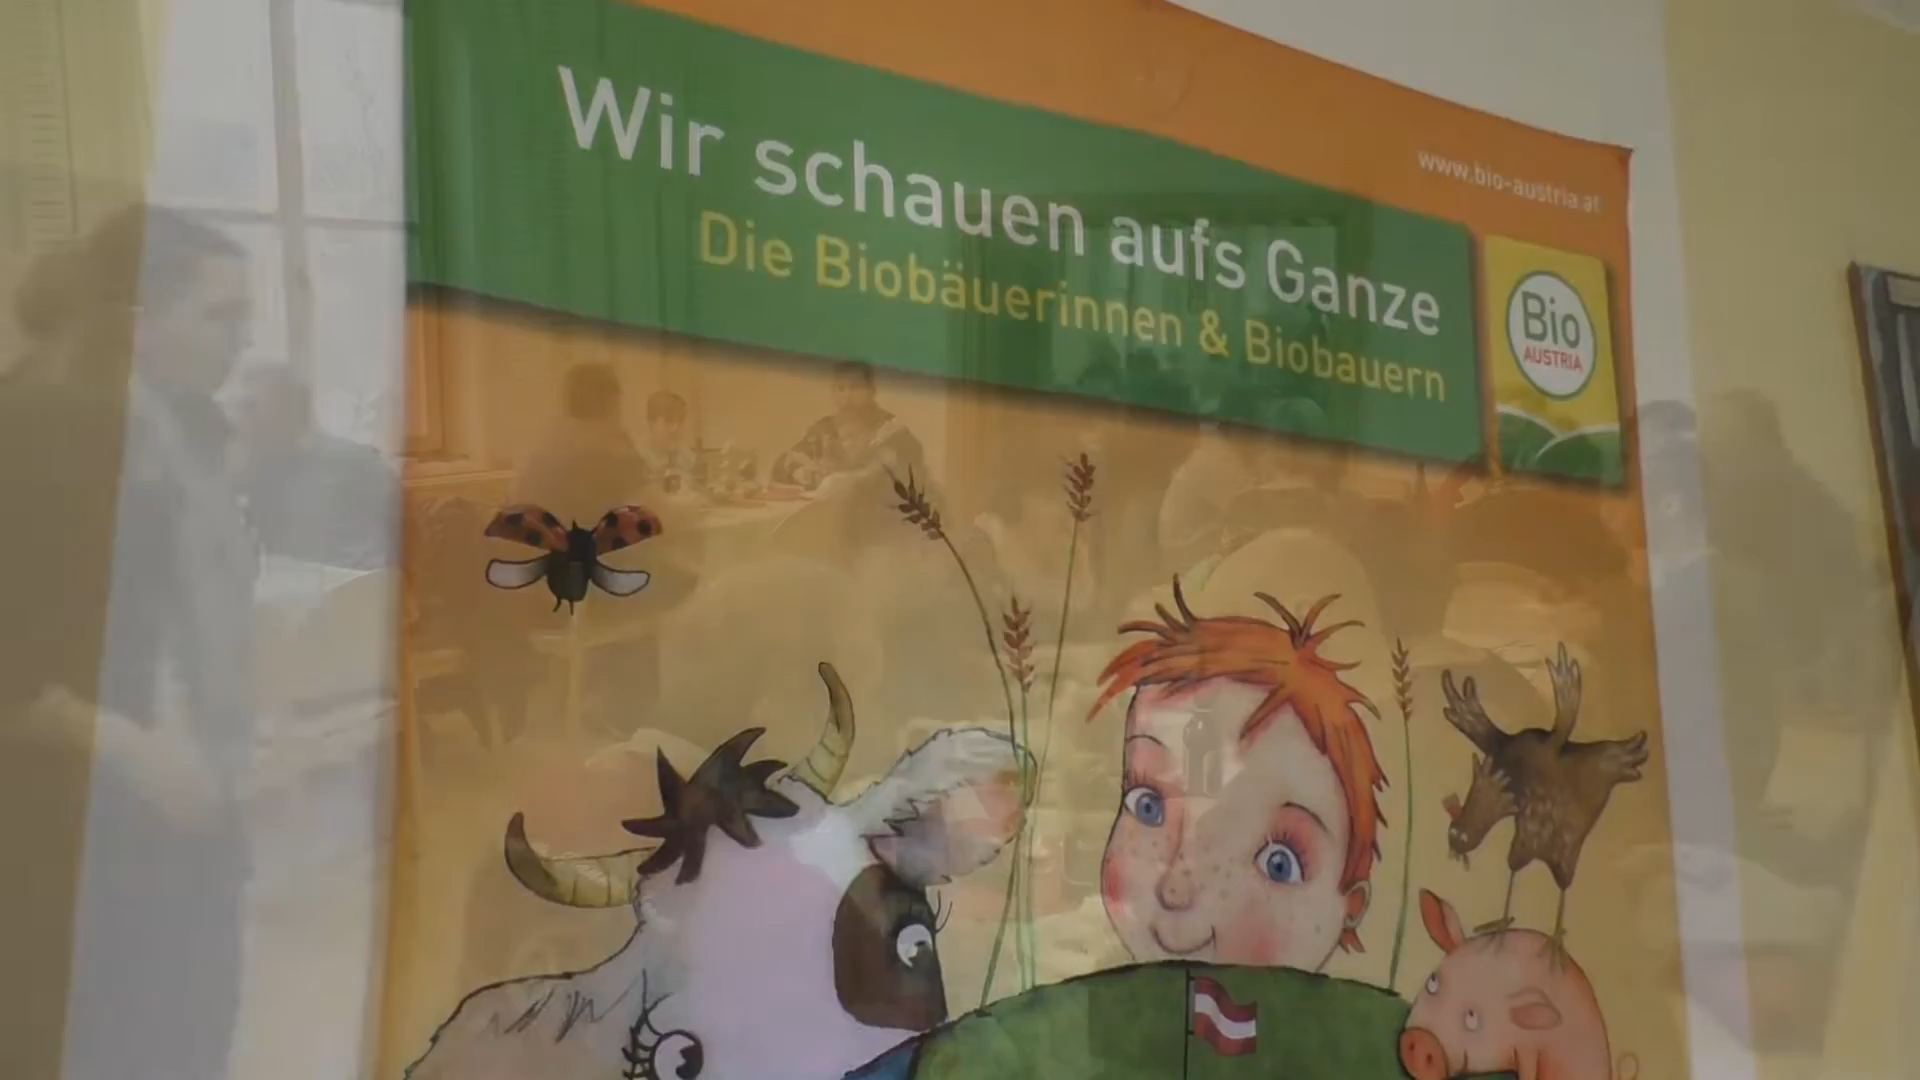 www.bio-austria.at
Wir schauen aufs Ganze
Die Biobäuerinnen & Biobauern
Bio
AUSTRIA